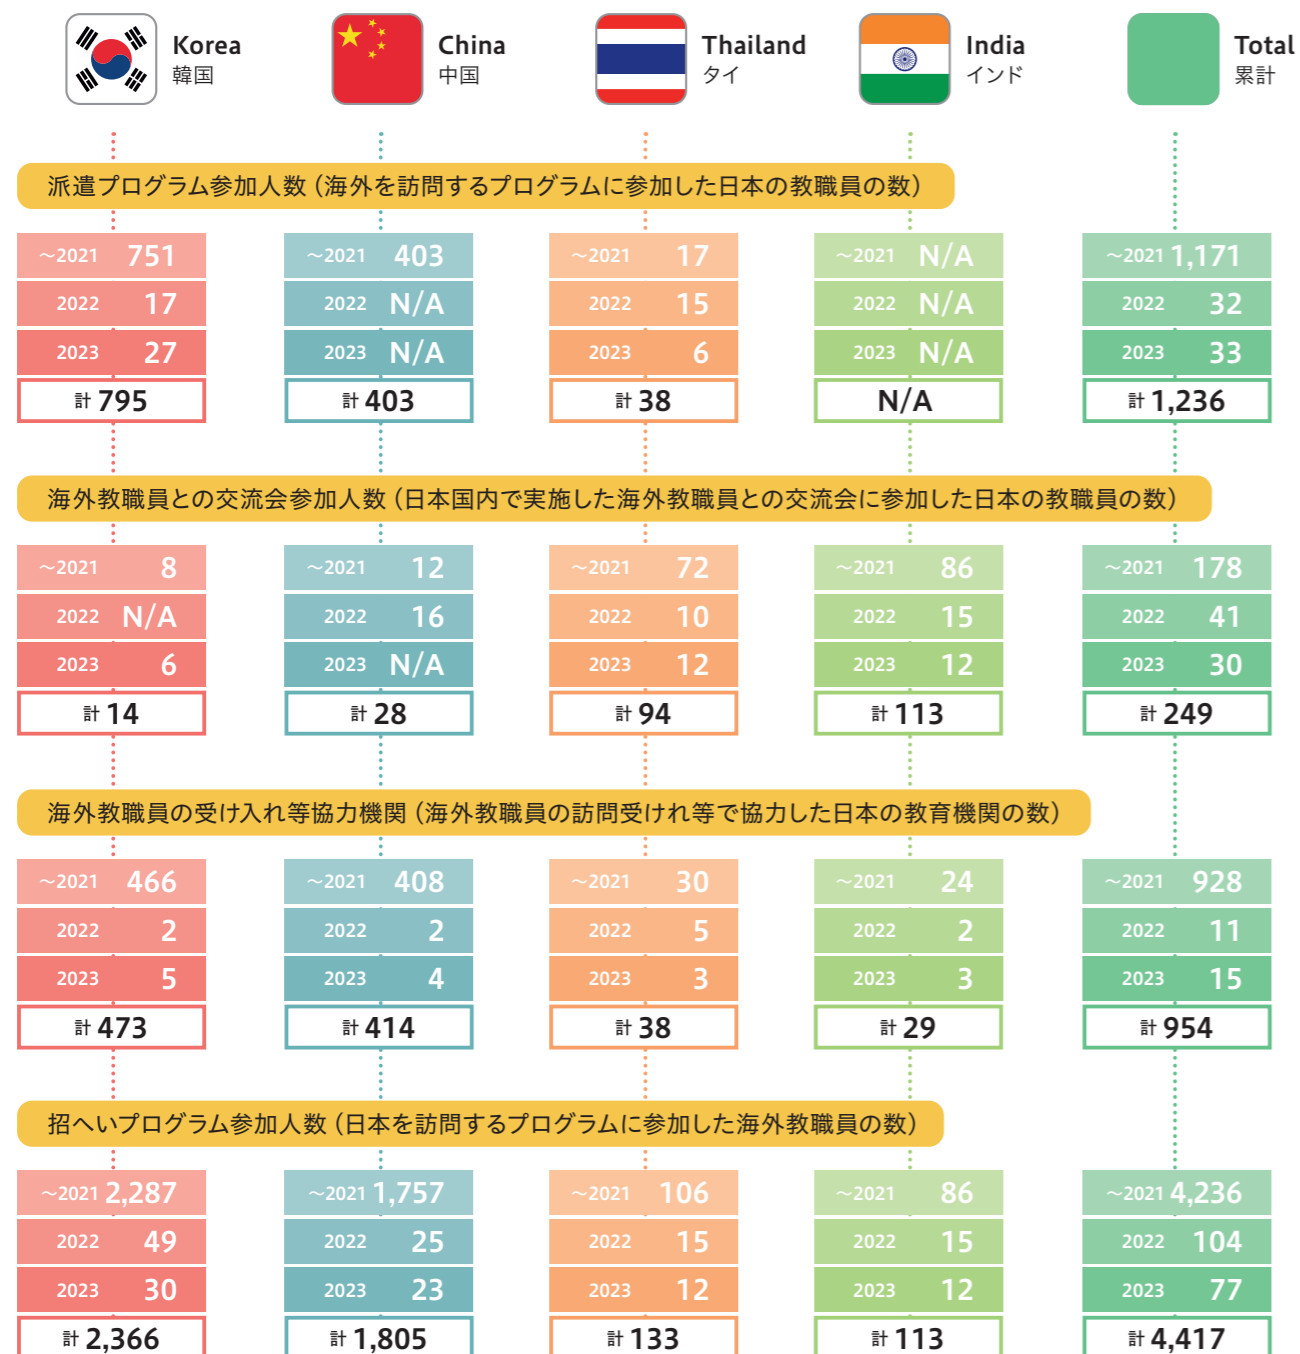 Korea China Thailand India Total
韓国 中国 タイ インド 累計
派遣プログラム参加人数（海外を訪問するプログラムに参加した日本の教職員の数）
～2021 751 ～2021 403 ～2021 17 ～2021 N/A ～2021 1,171
2022 17 2022 N/A 2022 15 2022 N/A 2022 32
2023 27 2023 N/A 2023 6 2023 N/A 2023 33
計 795 計 403 計 38 N/A 計 1,236
海外教職員との交流会参加人数（日本国内で実施した海外教職員との交流会に参加した日本の教職員の数）
～2021 8 ～2021 12 ～2021 72 ～2021 86 ～2021 178
2022 N/A 2022 16 2022 10 2022 15 2022 41
2023 6 2023 N/A 2023 12 2023 12 2023 30
計 14 計 28 計 94 計 113 計 249
海外教職員の受け入れ等協力機関（海外教職員の訪問受けれ等で協力した日本の教育機関の数）
～2021 466 ～2021 408 ～2021 30 ～2021 24 ～2021 928
2022 2 2022 2 2022 5 2022 2 2022 11
2023 5 2023 4 2023 3 2023 3 2023 15
計 473 計 414 計 38 計 29 計 954
招へいプログラム参加人数（日本を訪問するプログラムに参加した海外教職員の数）
～2021 2,287 ～2021 1,757 ～2021 106 ～2021 86 ～2021 4,236
2022 49 2022 25 2022 15 2022 15 2022 104
2023 30 2023 23 2023 12 2023 12 2023 77
計 2,366 計 1,805 計 133 計 113 計 4,417